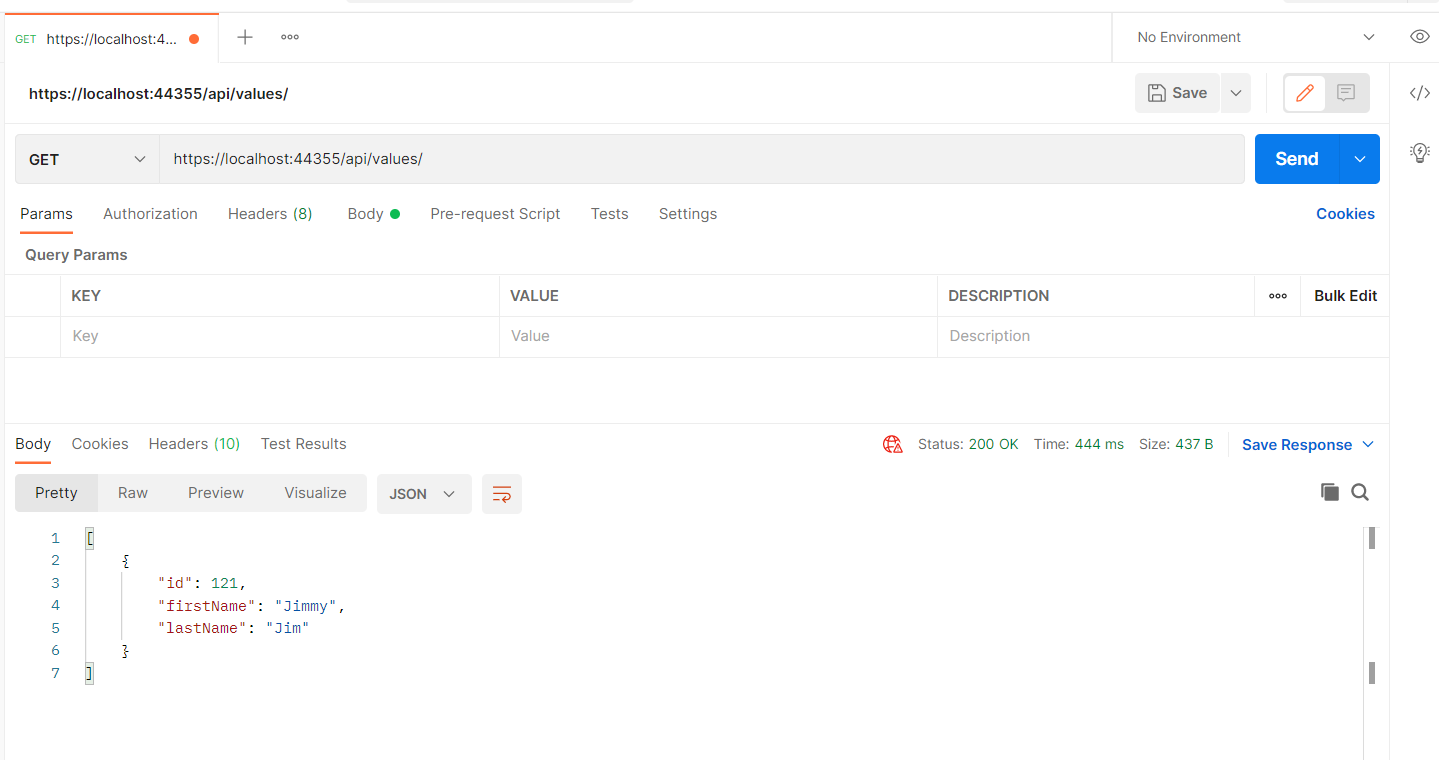 GET https://localhost:4...
No Environment
https://localhost:44355/api/values/
Save
GET https://localhost:44355/api/values/
Send
Params Authorization Headers (8) Body Pre-request Script Tests Settings Cookies
Query Params
KEY VALUE DESCRIPTION Bulk Edit
Key Value Description
Body Cookies Headers (10) Test Results Status: 200 OK Time: 444 ms Size: 437 B Save Response
Pretty Raw Preview Visualize JSON
1 [
2 {
3 "id": 121,
4 "firstName": "Jimmy",
5 "lastName": "Jim"
6 }
7 ]